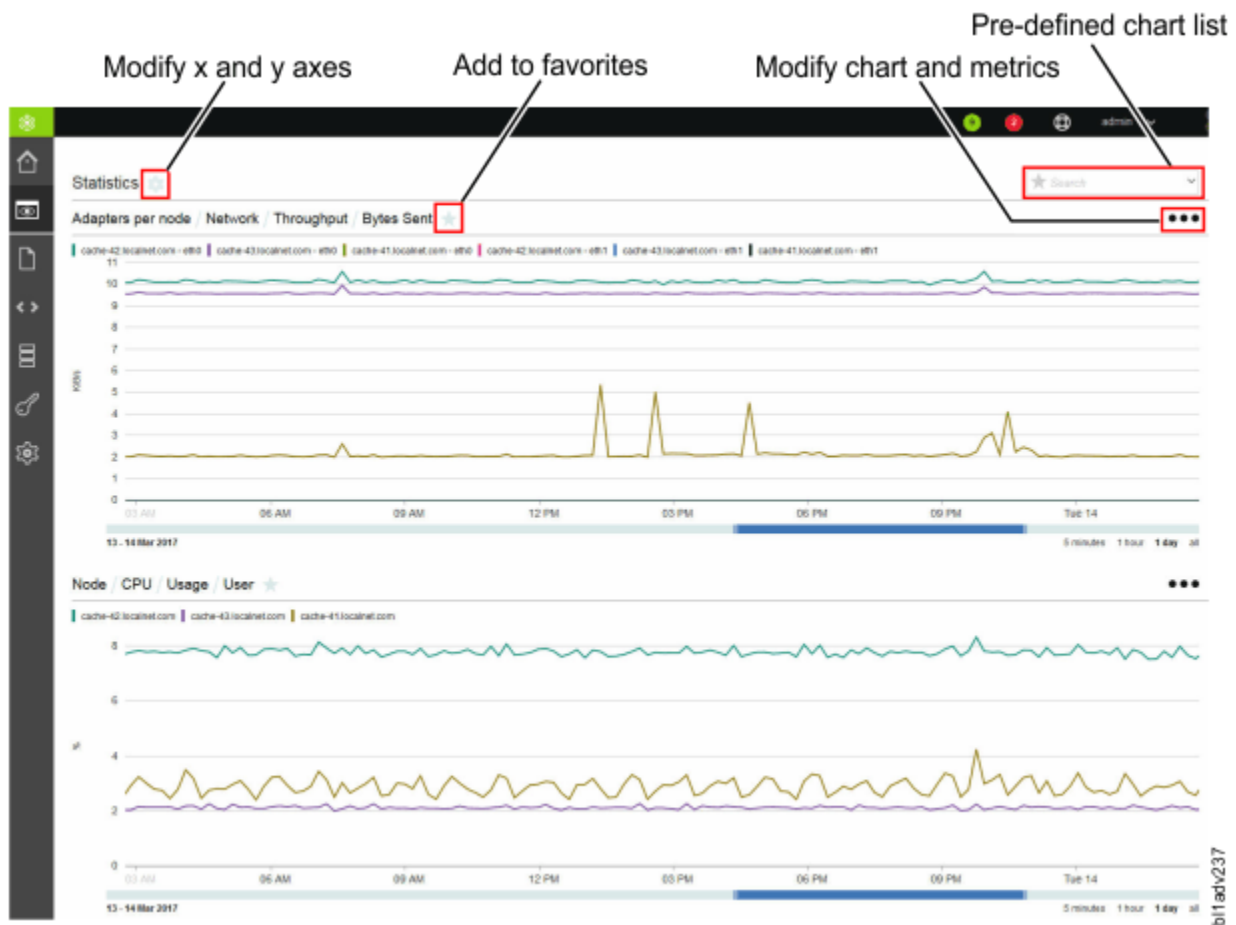 Pre-defined chart list
Modify x and y axes
Add to favorites
Modify chart and metrics
admin
Statistics
Search
Adapters per node / Network / Throughput / Bytes Sent
cache-42.localnet.com - eth0 cache-43.localnet.com - eth0 cache-41.localnet.com - eth0 cache-42.localnet.com - eth1 cache-43.localnet.com - eth1 cache-41.localnet.com - eth1
11
10
9
8
7
6
5
4
3
2
1
0
03 AM 06 AM 09 AM 12 PM 03 PM 06 PM 09 PM Tue 14
13 - 14 Mar 2017 5 minutes 1 hour 1 day all
Node / CPU / Usage / User
cache-42.localnet.com cache-43.localnet.com cache-41.localnet.com
8
6
%
4
2
0
03 AM 06 AM 09 AM 12 PM 03 PM 06 PM 09 PM Tue 14
13 - 14 Mar 2017 5 minutes 1 hour 1 day all
bl1adv237